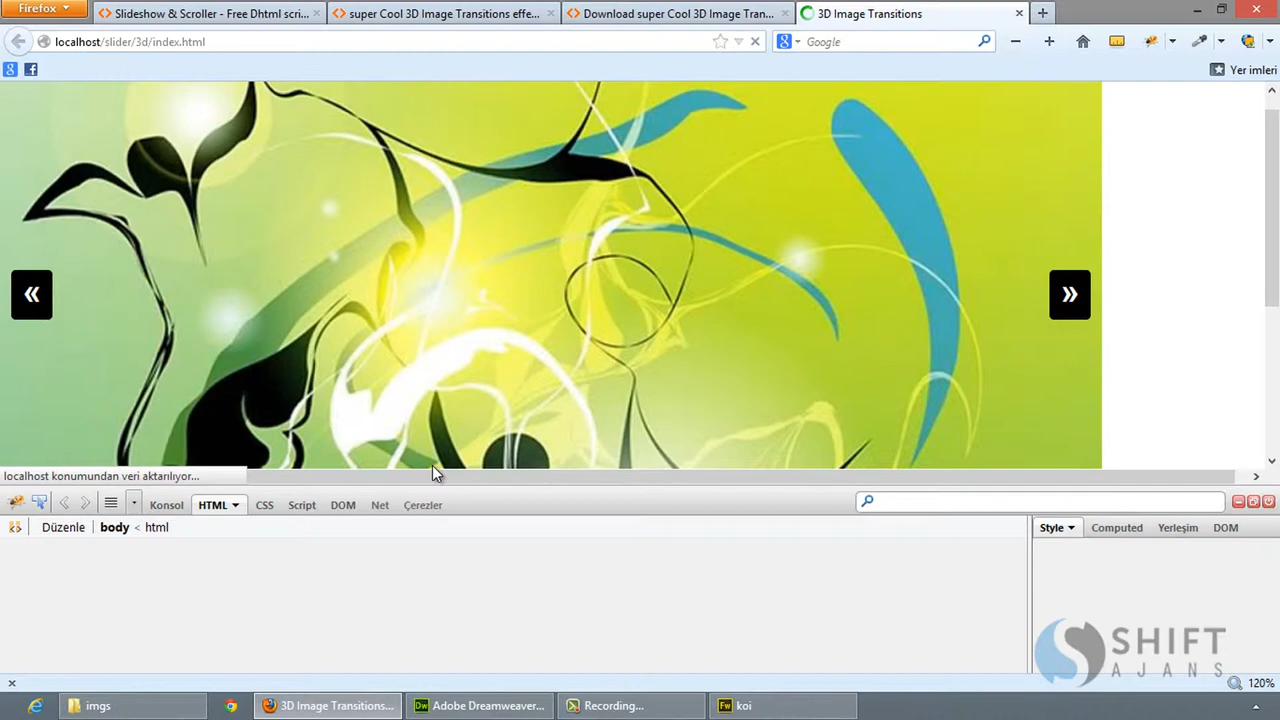 Firefox
Slideshow & Scroller - Free Dhtml scri...
super Cool 3D Image Transitions effe...
Download super Cool 3D Image Tran...
3D Image Transitions
localhost/slider/3d/index.html
Google
Yer imleri
«
»
localhost konumundan veri aktarılıyor...
Konsol
HTML
CSS
Script
DOM
Net
Çerezler
Düzenle
body < html
Style
Computed
Yerleşim
DOM
SHIFT
AJANS
120%
imgs
3D Image Transitions...
Dw
Adobe Dreamweaver...
Recording...
Fw
koi